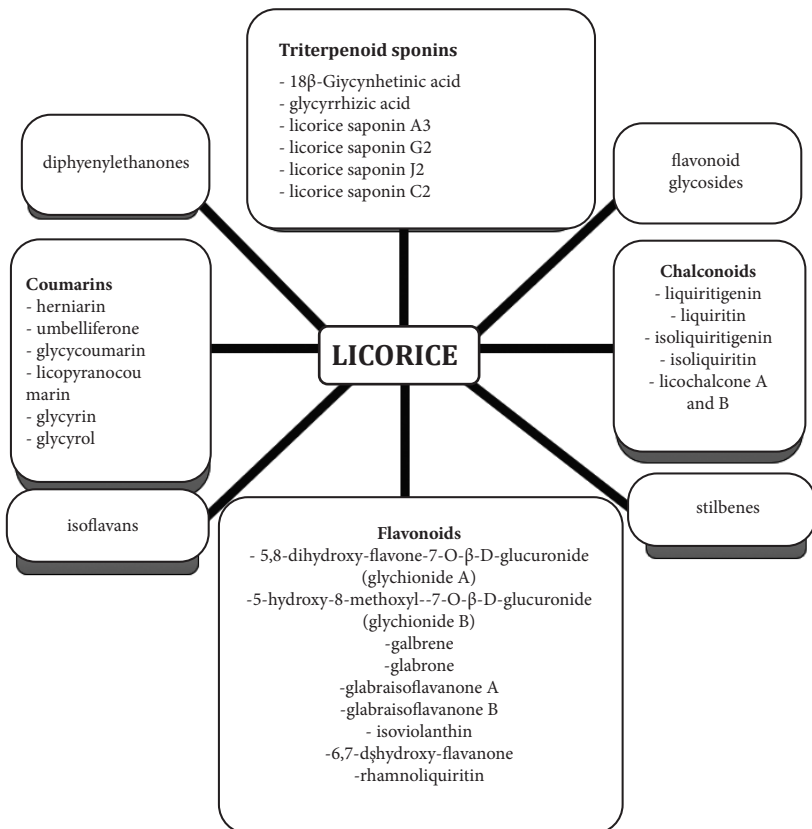 Triterpenoid sponins
- 18β-Giycynhetinic acid
- glycyrrhizic acid
- licorice saponin A3
- licorice saponin G2
- licorice saponin J2
- licorice saponin C2
diphyenylethanones
flavonoid
glycosides
Coumarins
- herniarin
- umbelliferone
- glycycoumarin
- licopyranocou
marin
- glycyrin
- glycyrol
LICORICE
Chalconoids
- liquiritigenin
- liquiritin
- isoliquiritigenin
- isoliquiritin
- licochalcone A
and B
isoflavans
stilbenes
Flavonoids
- 5,8-dihydroxy-flavone-7-O-β-D-glucuronide
(glychionide A)
-5-hydroxy-8-methoxyl--7-O-β-D-glucuronide
(glychionide B)
-galbrene
-glabrone
-glabraisoflavanone A
-glabraisoflavanone B
- isoviolanthin
-6,7-dşhydroxy-flavanone
-rhamnoliquiritin